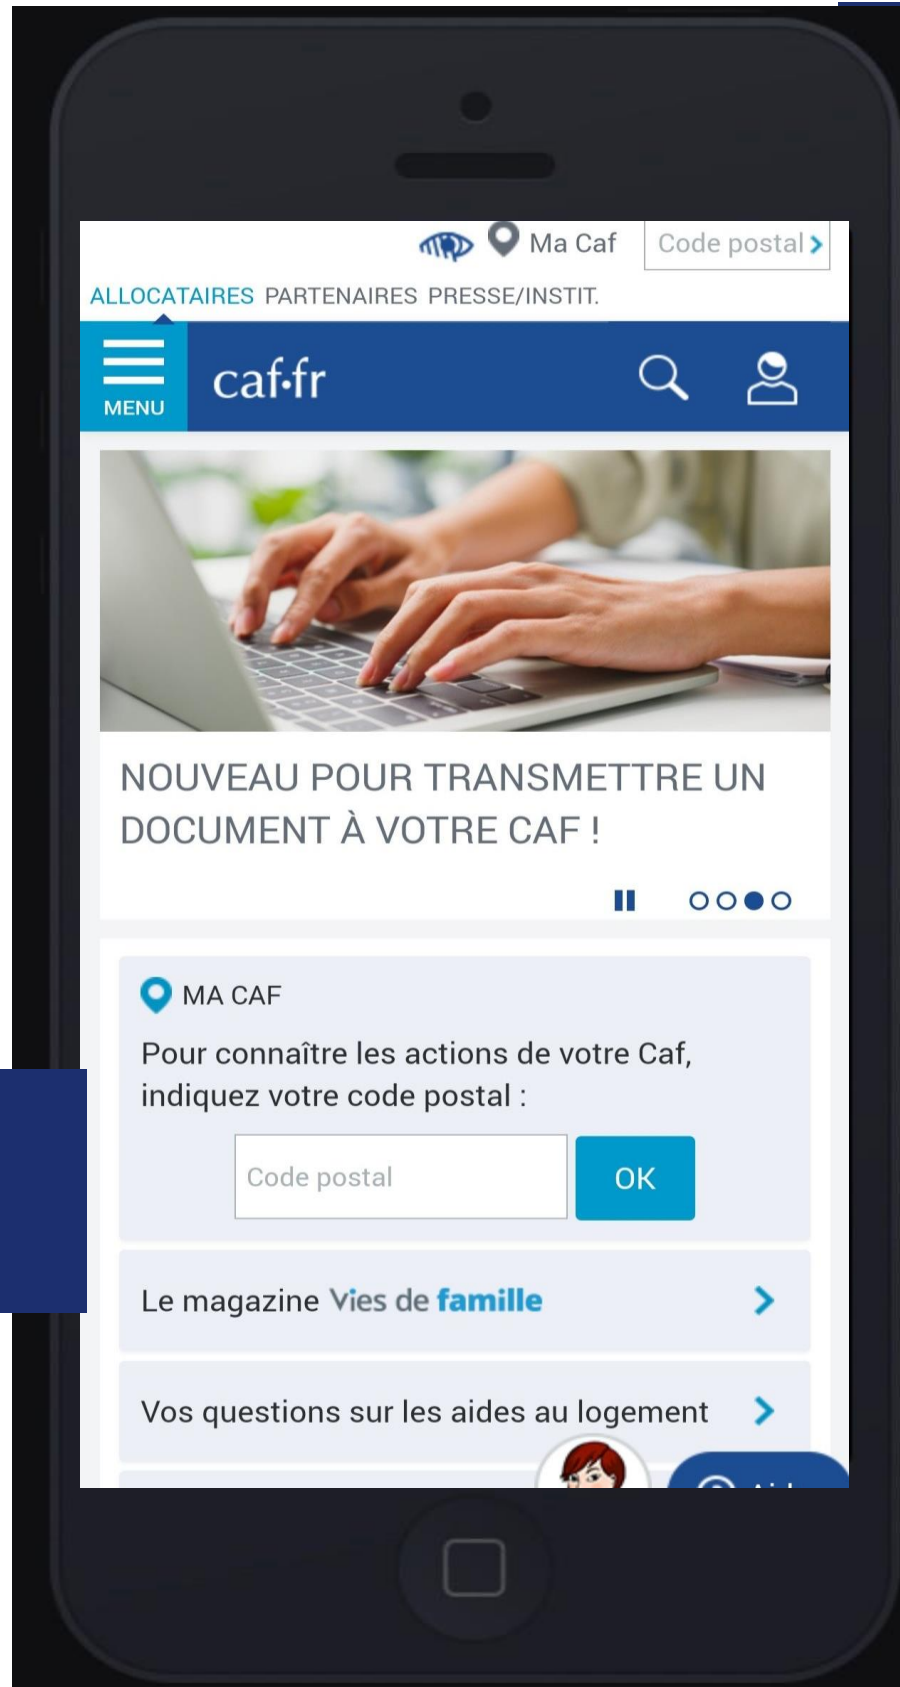 Ma Caf
Code postal
ALLOCATAIRES PARTENAIRES PRESSE/INSTIT.
MENU
caf.fr
NOUVEAU POUR TRANSMETTRE UN
DOCUMENT À VOTRE CAF !
MA CAF
Pour connaître les actions de votre Caf,
indiquez votre code postal :
Code postal
OK
Le magazine Vies de famille
Vos questions sur les aides au logement